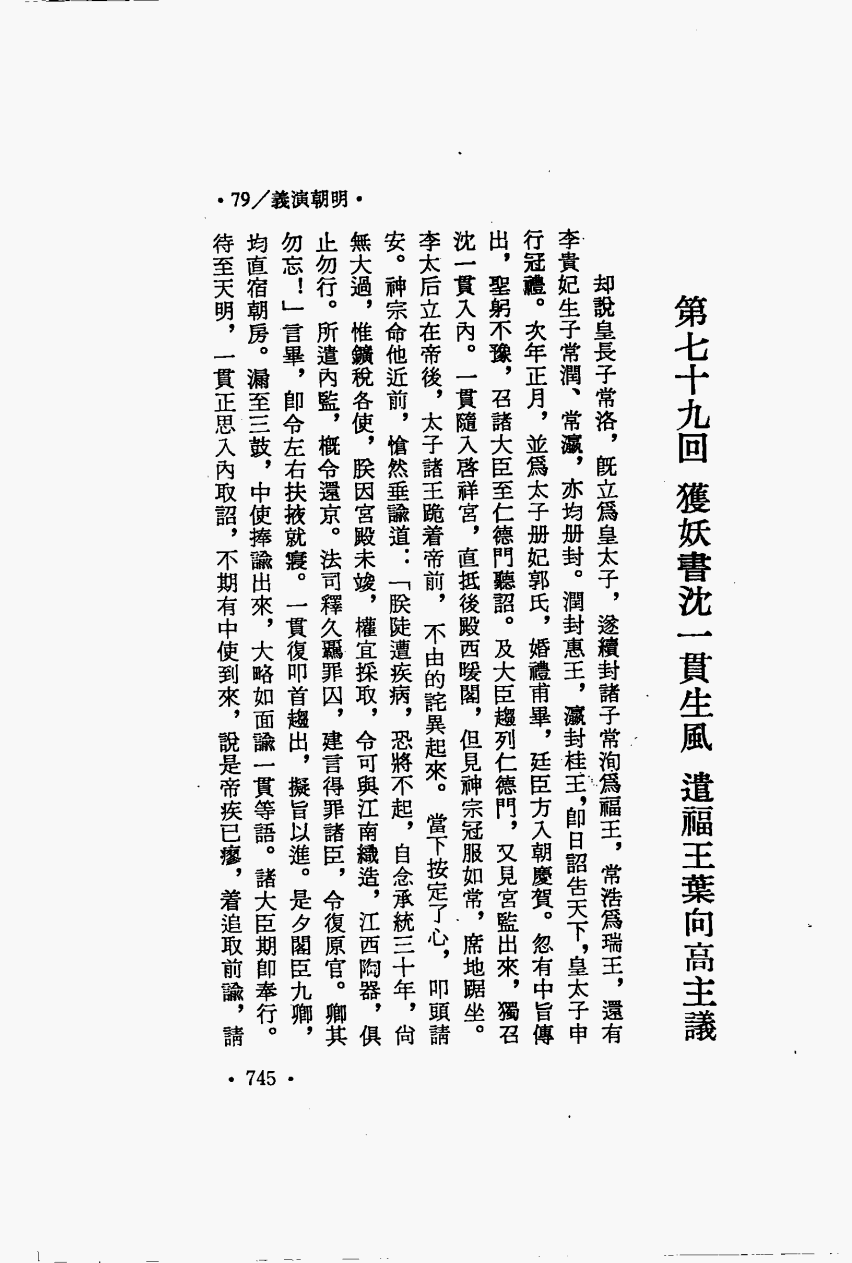 第七十九回 獲妖書沈一貫生風 遣福王葉向高主議
却說皇長子常洛，既立爲皇太子，遂續封諸子常洵爲福王，常浩爲瑞王，還有
李貴妃生子常潤、常瀛，亦均册封。潤封惠王，瀛封桂王，卽日詔告天下，皇太子申
行冠禮。次年正月，並爲太子册妃郭氏，婚禮甫畢，廷臣方入朝慶賀。忽有中旨傳
出，聖躬不豫，召諸大臣至仁德門聽詔。及大臣趨列仁德門，又見宮監出來，獨召
沈一貫入內。一貫隨入啓祥宮，直抵後殿西暖閣，但見神宗冠服如常，席地踞坐。
李太后立在帝後，太子諸王跪着帝前，不由的詫異起來。當下按定了心，叩頭請
安。神宗命他近前，愴然垂諭道：「朕陡遭疾病，恐將不起，自念承統三十年，尙
無大過，惟鑛稅各使，朕因宮殿未竣，權宜採取，今可與江南織造，江西陶器，俱
止勿行。所遣內監，概令還京。法司釋久羈罪囚，建言得罪諸臣，令復原官。卿其
勿忘！」言畢，卽令左右扶掖就寢。一貫復叩首趨出，擬旨以進。是夕閣臣九卿，
均直宿朝房。漏至三鼓，中使捧諭出來，大略如面諭一貫等語。諸大臣期卽奉行。
待至天明，一貫正思入內取詔，不期有中使到來，說是帝疾已瘳，着追取前諭，請
·79／明朝演義·
·745·